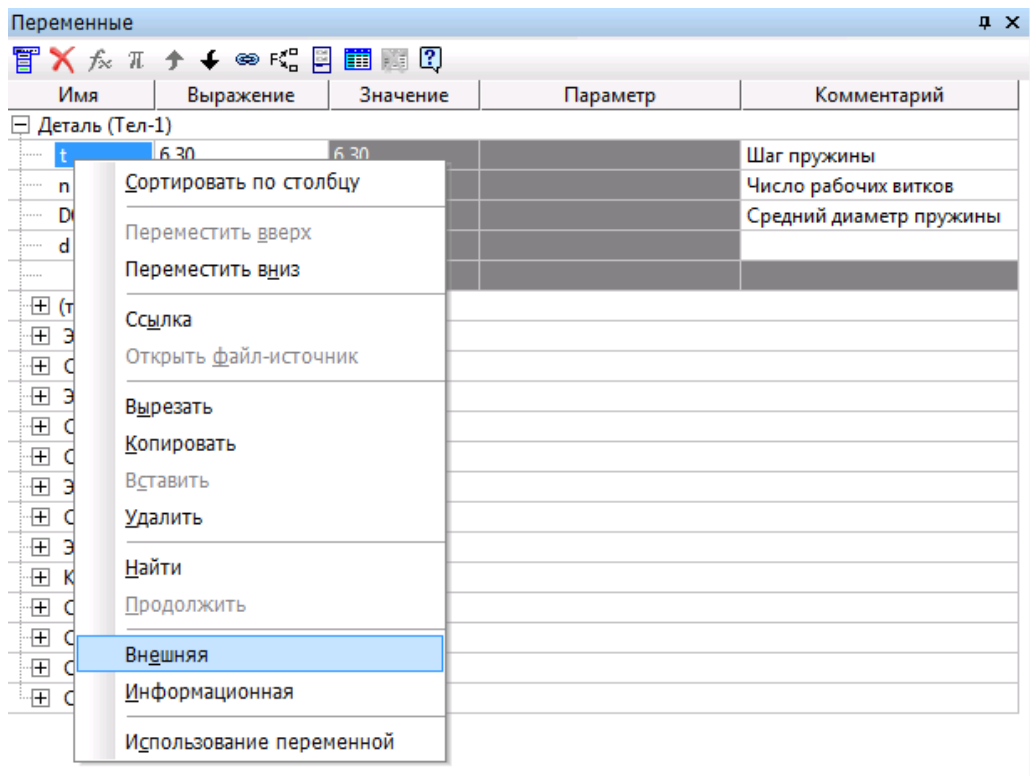 Переменные
Имя Выражение Значение Параметр Комментарий
Деталь (Тел-1)
t 6.30 6.30 Шаг пружины
n Число рабочих витков
Средний диаметр пружины
d
Сортировать по столбцу
Переместить вверх
Переместить вниз
Ссылка
Открыть файл-источник
Вырезать
Копировать
Вставить
Удалить
Найти
Продолжить
Внешняя
Информационная
Использование переменной